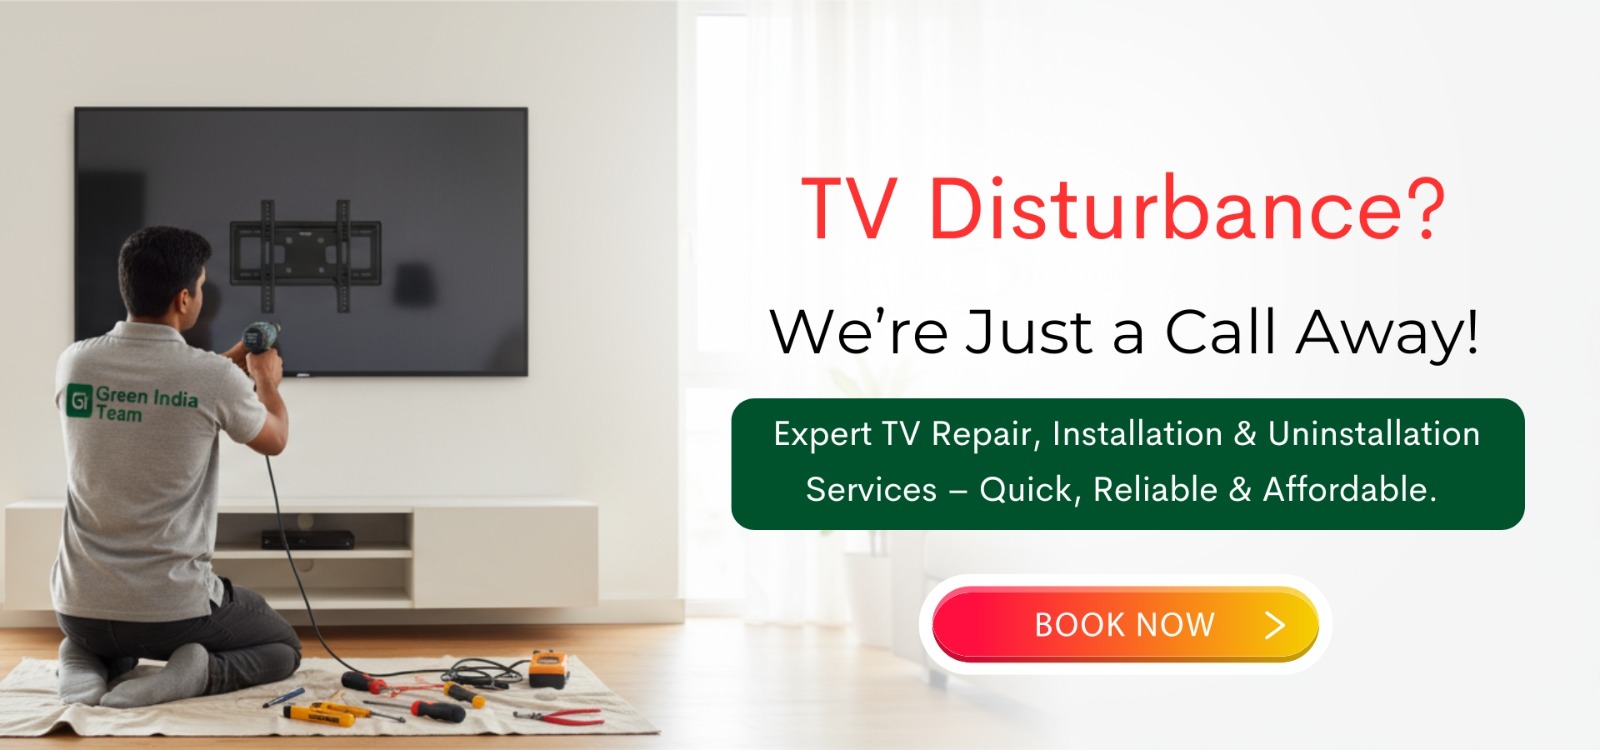 Green India
Team
TV Disturbance?
We’re Just a Call Away!
Expert TV Repair, Installation & Uninstallation
Services – Quick, Reliable & Affordable.
BOOK NOW